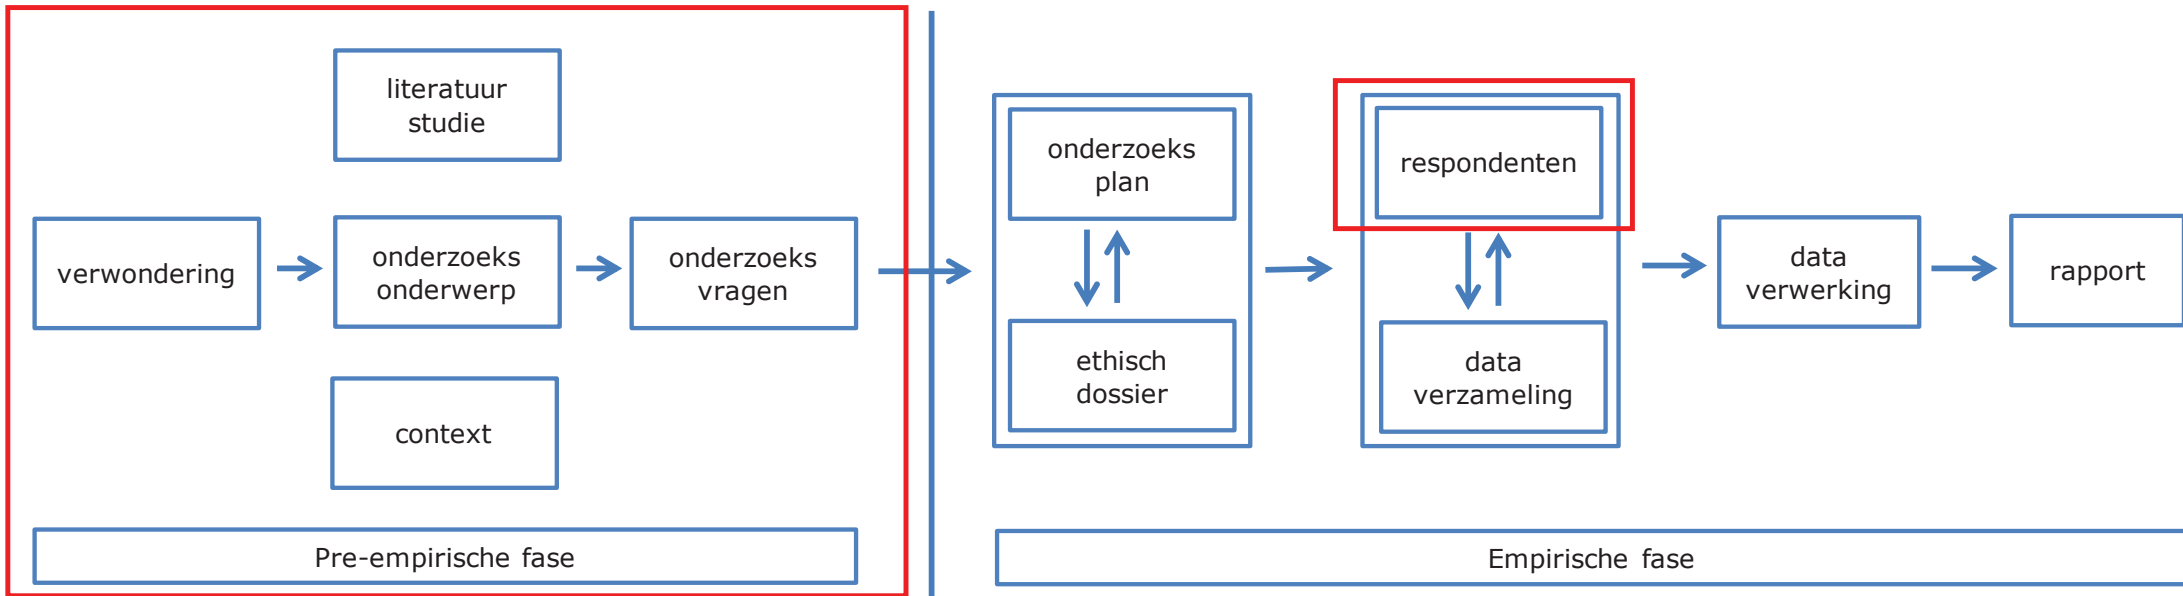 literatuur
studie
verwondering
onderzoeks
onderwerp
onderzoeks
vragen
context
Pre-empirische fase
onderzoeks
plan
ethisch
dossier
respondenten
data
verzameling
data
verwerking
rapport
Empirische fase